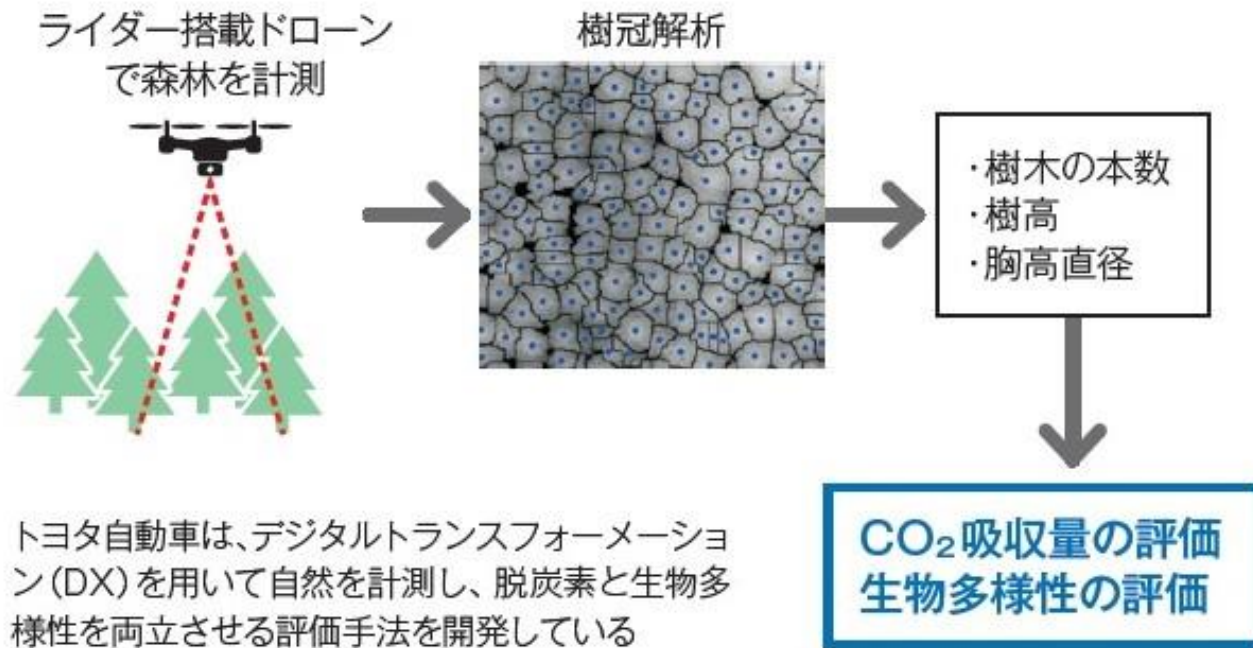 ライダー搭載ドローン
で森林を計測
樹冠解析
・樹木の本数
・樹高
・胸高直径
CO₂吸収量の評価
生物多様性の評価
トヨタ自動車は、デジタルトランスフォーメーショ
ン(DX)を用いて自然を計測し、脱炭素と生物多
様性を両立させる評価手法を開発している